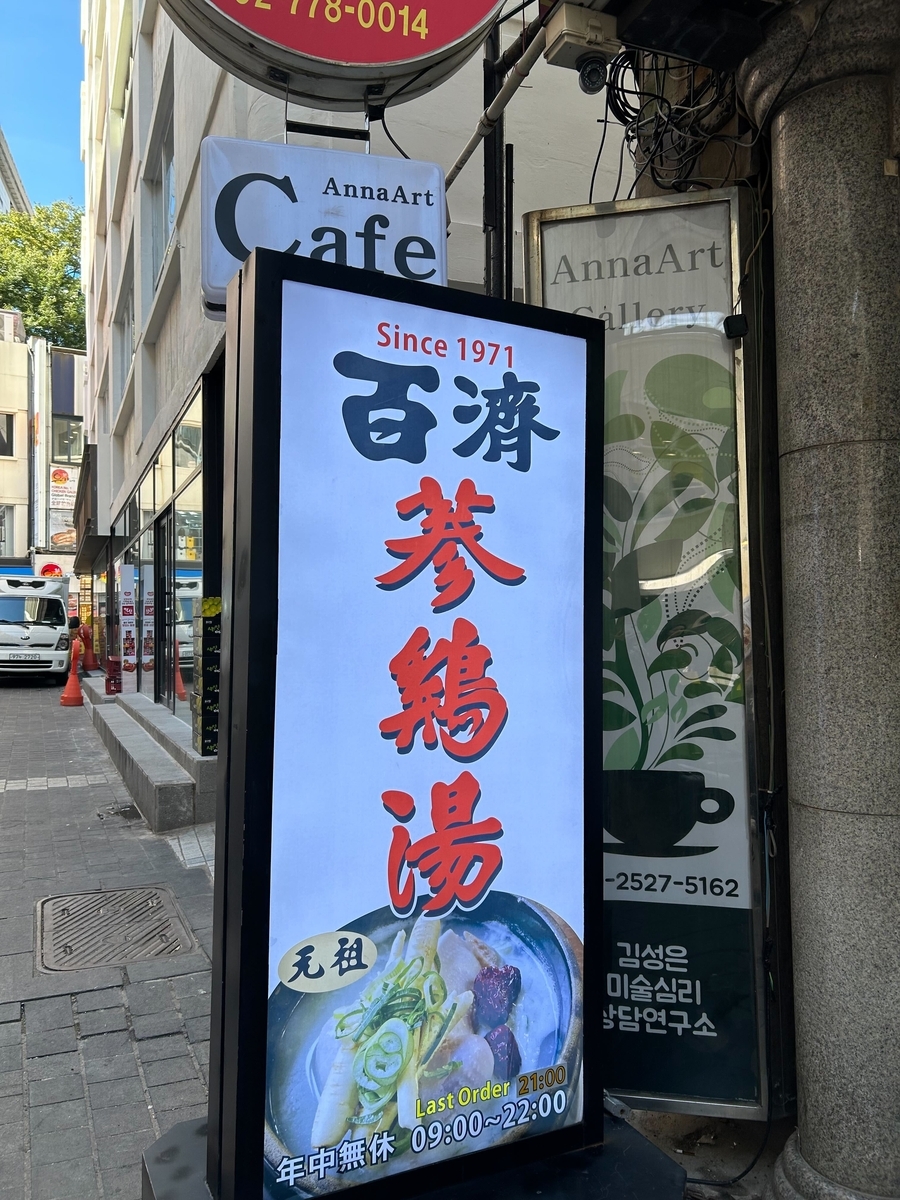 02-778-0014
AnnaArt
Cafe
AnnaArt
Gallery
Since 1971
百濟
蔘
鷄
湯
元祖
Last Order 21:00
年中無休 09:00~22:00
-2527-5162
김성은
미술심리
상담연구소